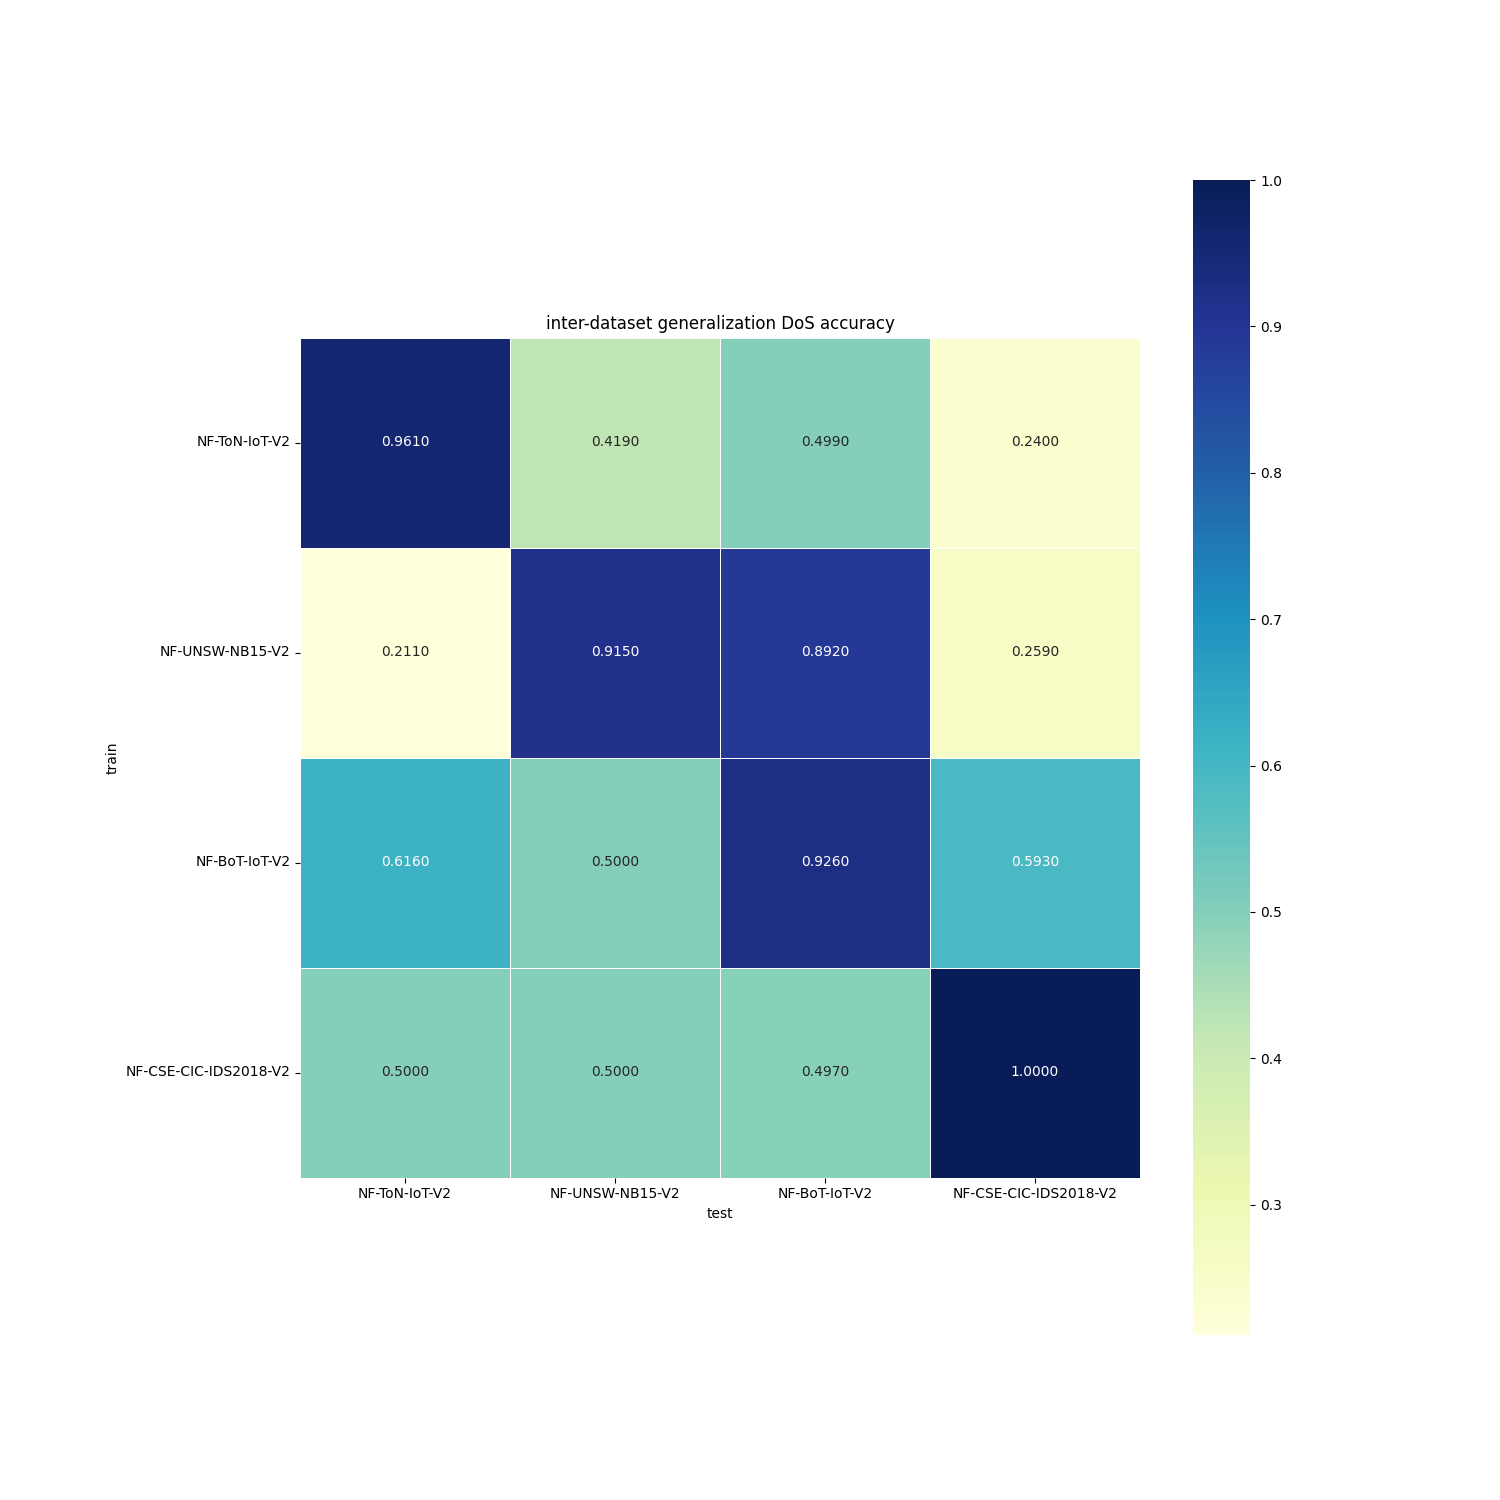 inter-dataset generalization DoS accuracy
NF-ToN-IoT-V2
0.9610 0.4190 0.4990 0.2400
NF-UNSW-NB15-V2
0.2110 0.9150 0.8920 0.2590
train
NF-BoT-IoT-V2
0.6160 0.5000 0.9260 0.5930
NF-CSE-CIC-IDS2018-V2
0.5000 0.5000 0.4970 1.0000
NF-ToN-IoT-V2 NF-UNSW-NB15-V2 NF-BoT-IoT-V2 NF-CSE-CIC-IDS2018-V2
test
1.0
0.9
0.8
0.7
0.6
0.5
0.4
0.3